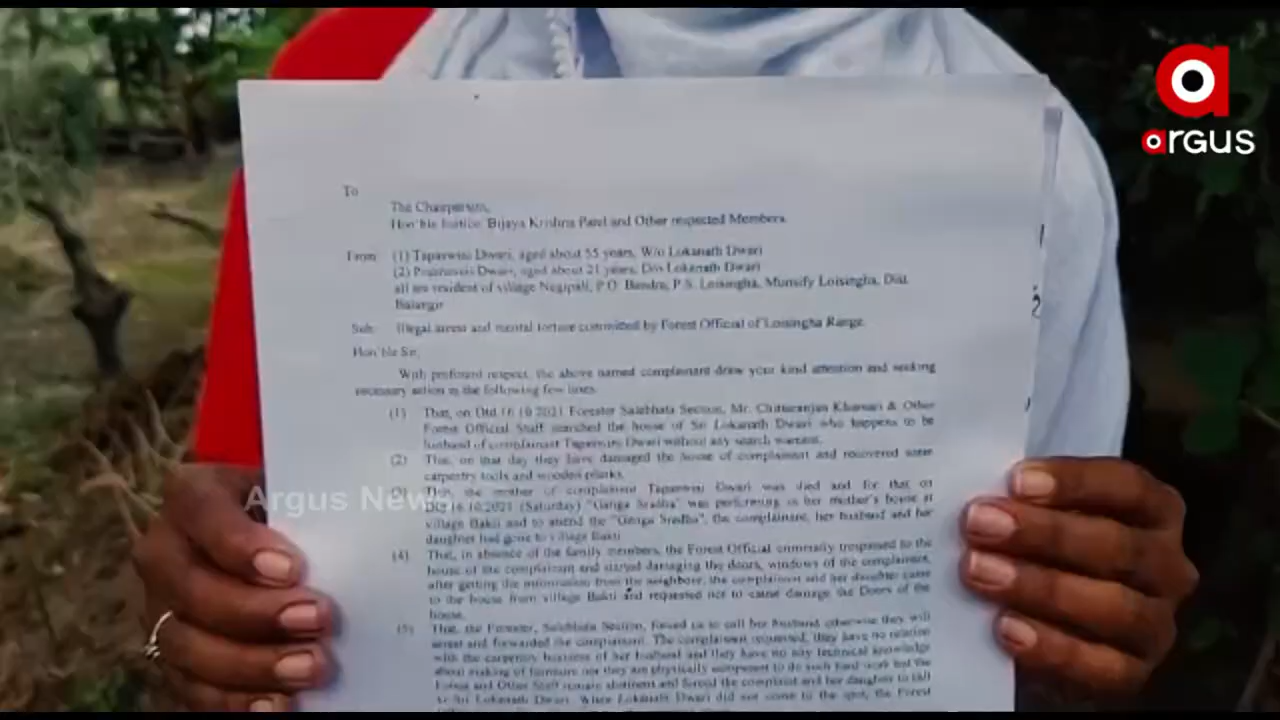 argus
To
The Chairperson,
Hon'ble Justice Bijaya Krishna Patel and Other respected Members.
From (1) Tapaswini Dwari, aged about 55 years, W/o Lokanath Dwari
(2) Dwari, aged about 21 years, D/o Lokanath Dwari
all are resident of village Negipali, P.O. Bandra, P.S. Loisingha, Munsify Loisingha, Dist.
Balangir
Sub: Illegal arrest and mental torture committed by Forest Official of Loisingha Range.
Hon'ble Sir,
With profound respect, the above named complainant draw your kind attention and seeking
necessary action in the following few lines.
(1) That, on Dtd.16.10.2021 Forester Salebhata Section, Mr. Chittaranjan Khamari & Other
Forest Official Staff searched the house of Sri Lokanath Dwari who happens to be
husband of complainant Tapaswini Dwari without any search warrant.
(2) That, on that day they have damaged the house of complainant and recovered some
carpentry tools and wooden planks.
Argus News
the mother of complainant Tapaswini Dwari was died and for that on
Dtd.16.10.2021 (Saturday) "Ganga Sradha" was performing in her mother's house at
village Bakti and to attend the "Ganga Sradha", the complainant, her husband and her
daughter had gone to village Bakti
(4) That, in absence of the family members, the Forest Official criminally trespassed to the
house of the complainant and started damaging the doors, windows of the complainant,
after getting the information from the neighbore, the complainant and her daughter came
to the house from village Bakti and requested not to cause damage the Doors of the
house.
(5) That, the Forester, Salebhata Section, forced us to call her husband otherwise they will
arrest and forwarded the complainant. The complainant requested, they have no relation
with the carpentry business of her husband and they have no any technical knowledge
about making of furniture nor they are physically competent to do such hard work but the
Forest and Other Staff remain and forced the complaint and her daughter to call
to Sri Lokanath Dwari. When Lokanath Dwari did not come to the spot, the Forest